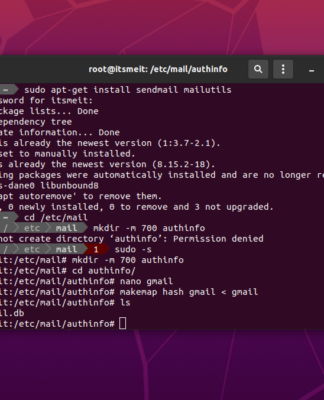 root@itsmeit: /etc/mail/authinfo
~ sudo apt-get install sendmail mailutils
sword for itsmeit:
ckage lists... Done
ependency tree
ate information... Done
is already the newest version (1:3.7-2.1).
set to manually installed.
s already the newest version (8.15.2-18).
ing packages were automatically installed and are no longer re
s-dane0 libunbound8
apt autoremove' to remove them.
, 0 newly installed, 0 to remove and 3 not upgraded.
~ cd /etc/mail
/ etc mail mkdir -m 700 authinfo
not create directory ‘authinfo’: Permission denied
/ etc mail 1 sudo -s
it:/etc/mail# mkdir -m 700 authinfo
it:/etc/mail# cd authinfo/
it:/etc/mail/authinfo# nano gmail
it:/etc/mail/authinfo# makemap hash gmail < gmail
it:/etc/mail/authinfo# ls
il.db
it:/etc/mail/authinfo#